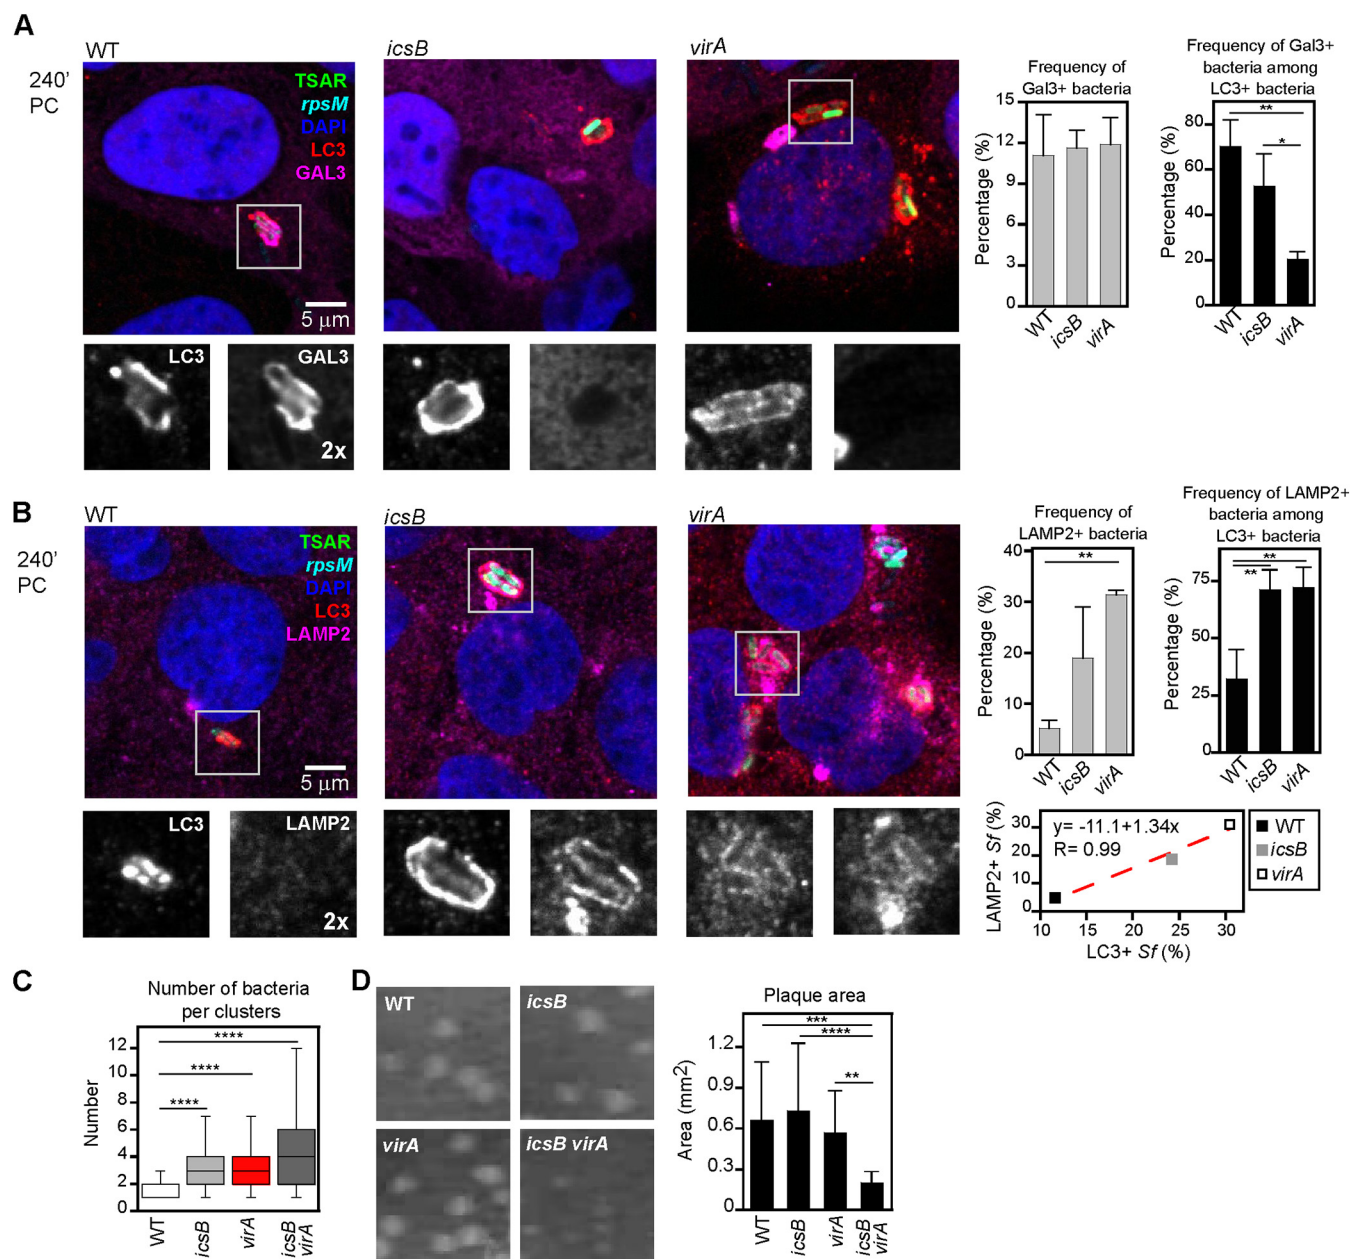 A
WT
icsB
virA
240'
PC
TSAR
rpsM
DAPI
LC3
GAL3
5 µm
LC3
GAL3
2x
Frequency of
Gal3+ bacteria
Percentage (%)
15
12
9
6
3
0
WT
icsB
virA
Frequency of Gal3+
bacteria among
LC3+ bacteria
Percentage (%)
80
60
40
20
0
**
*
WT
icsB
virA
B
WT
icsB
virA
240'
PC
TSAR
rpsM
DAPI
LC3
LAMP2
5 µm
LC3
LAMP2
2x
Frequency of
LAMP2+ bacteria
Percentage (%)
40
30
20
10
0
**
WT
icsB
virA
Frequency of LAMP2+
bacteria among
LC3+ bacteria
Percentage (%)
75
50
25
0
**
**
WT
icsB
virA
LAMP2+ Sf (%)
30
20
10
0
y= -11.1+1.34x
R= 0.99
10 15 20 25 30
LC3+ Sf (%)
WT
icsB
virA
C
Number of bacteria
per clusters
Number
12
10
8
6
4
2
0
****
****
****
WT
icsB
virA
icsB
virA
D
WT
icsB
virA
icsB virA
Plaque area
Area (mm2)
1.2
0.9
0.6
0.3
0
***
****
**
WT
icsB
virA
icsB
virA